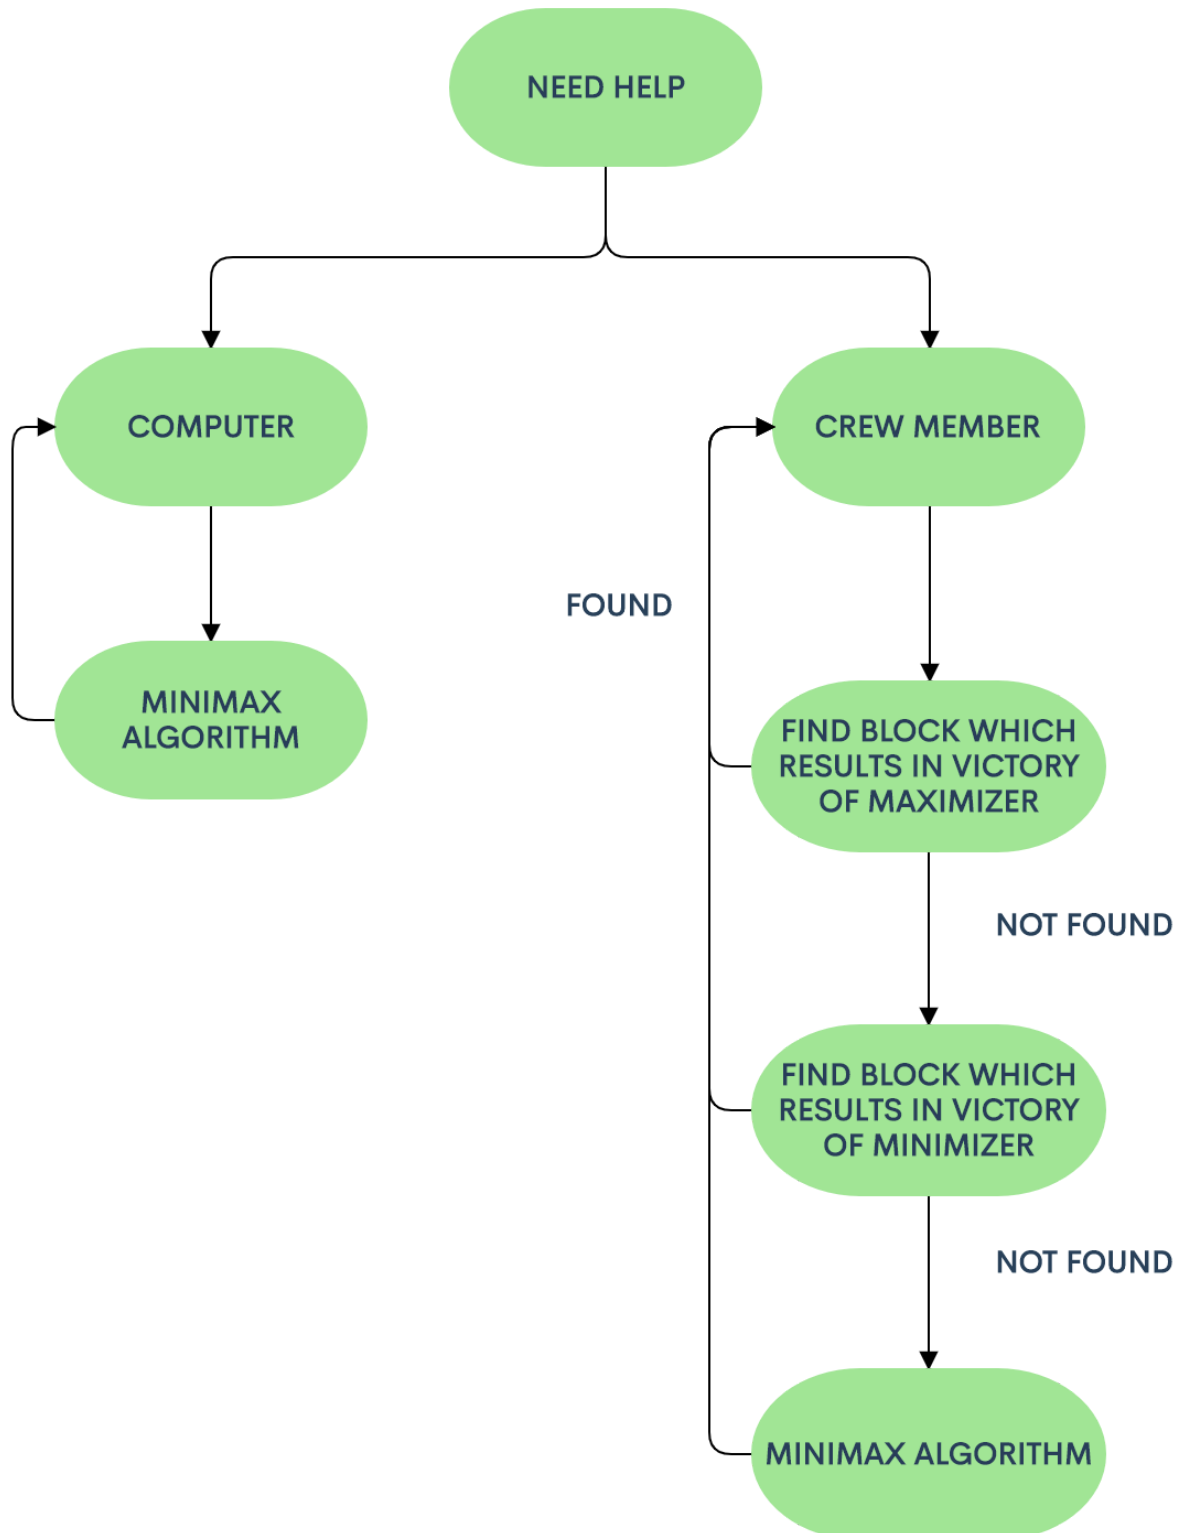 NEED HELP
COMPUTER
CREW MEMBER
FOUND
MINIMAX
ALGORITHM
FIND BLOCK WHICH
RESULTS IN VICTORY
OF MAXIMIZER
NOT FOUND
FIND BLOCK WHICH
RESULTS IN VICTORY
OF MINIMIZER
NOT FOUND
MINIMAX ALGORITHM